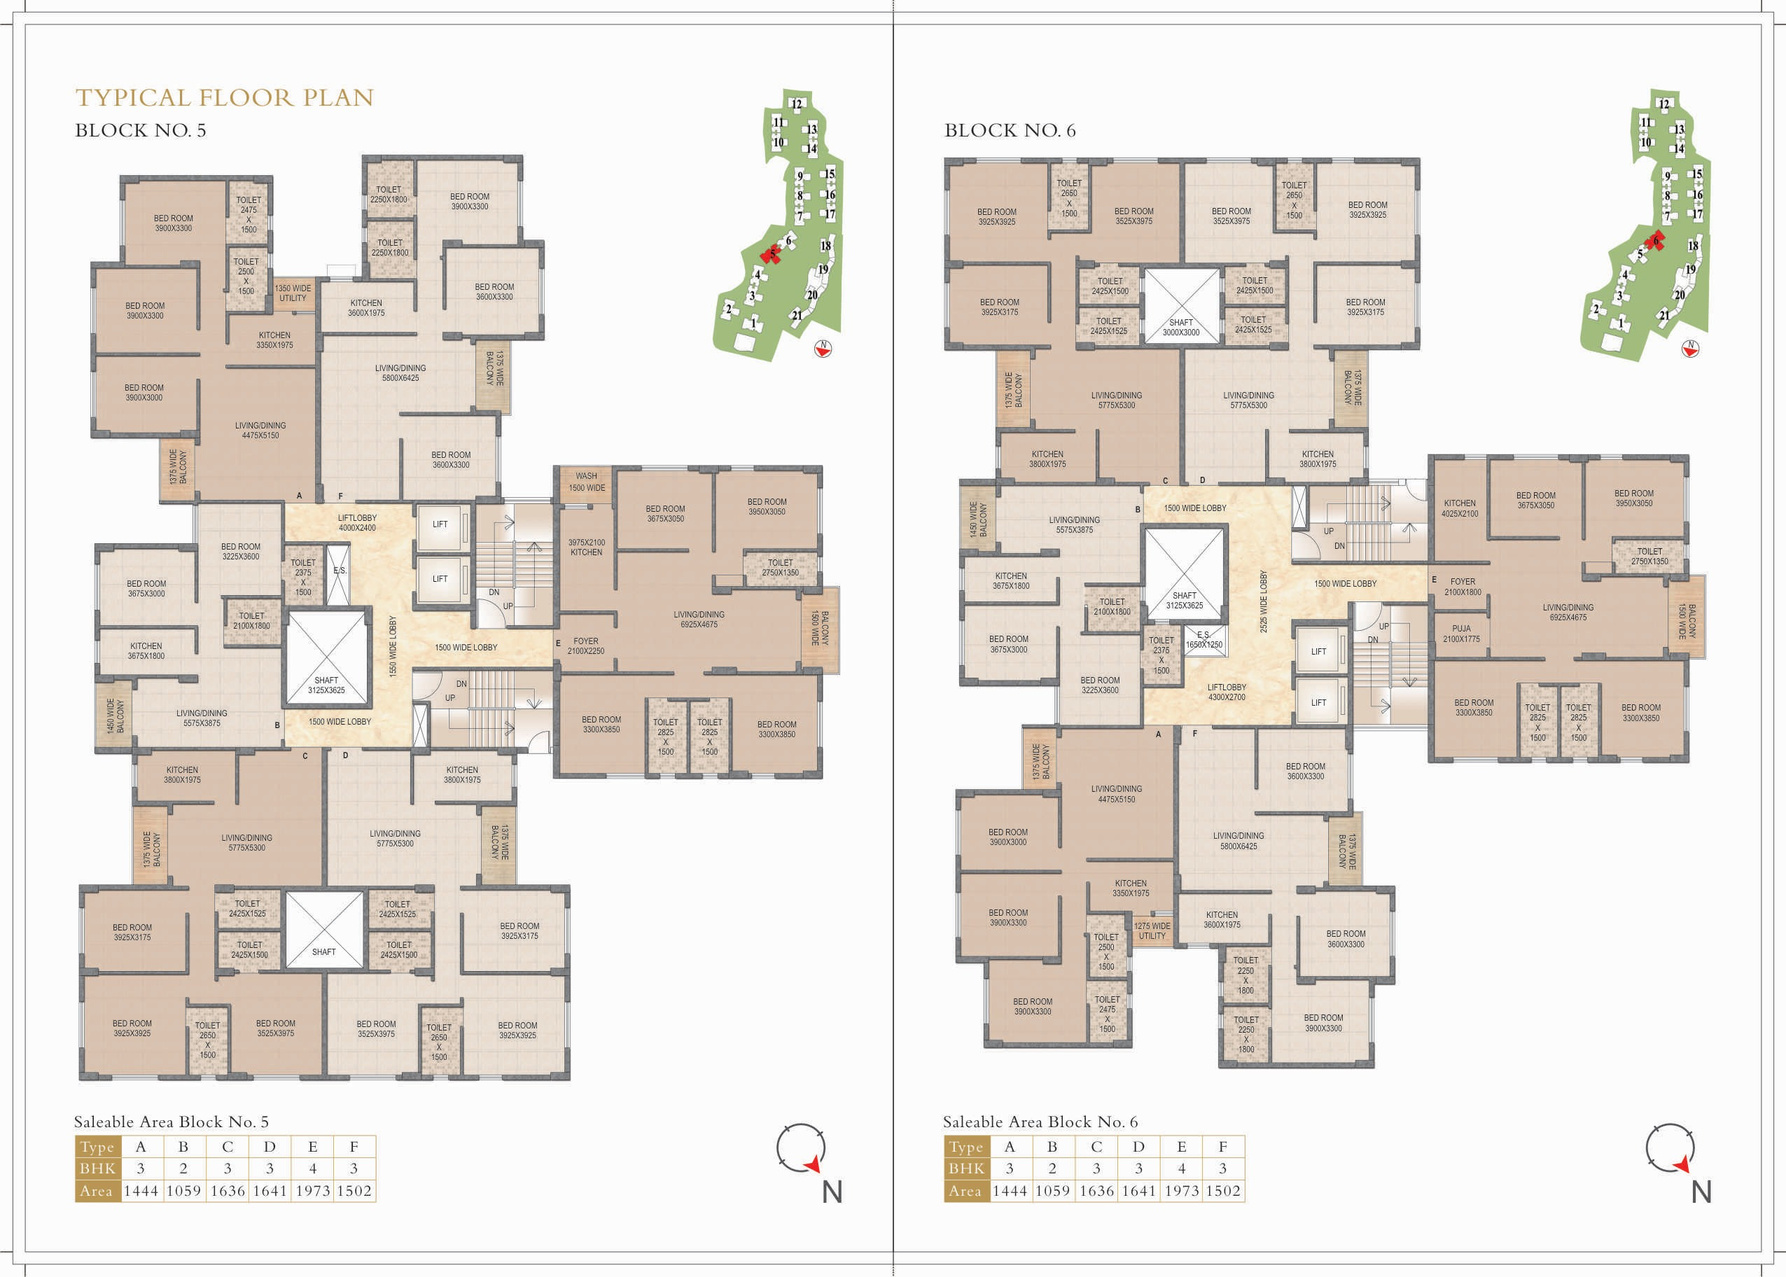 TYPICAL FLOOR PLAN
BLOCK NO. 5
12
11
13
10
14
9
15
8
16
7
17
6
18
5
19
4
3
20
2
1
21
N
TOILET
2250X1800
BED ROOM
3900X3300
TOILET
2475
X
1500
BED ROOM
3900X3300
TOILET
2250X1800
TOILET
2500
X
1500
1350 WIDE
UTILITY
BED ROOM
3600X3300
BED ROOM
3900X3300
KITCHEN
3600X1975
KITCHEN
3350X1975
LIVING/DINING
5800X6425
1375 WIDE
BALCONY
BED ROOM
3900X3000
LIVING/DINING
4475X5150
BED ROOM
3600X3300
1375 WIDE
BALCONY
A
F
WASH
1500 WIDE
BED ROOM
3675X3050
BED ROOM
3950X3050
LIFTLOBBY
4000X2400
LIFT
3975X2100
KITCHEN
BED ROOM
3225X3600
TOILET
2375
X
1500
E.S.
LIFT
TOILET
2750X1350
BED ROOM
3675X3000
DN
UP
TOILET
2100X1800
LIVING/DINING
6925X4675
BALCONY
1500 WIDE
KITCHEN
3675X1800
1550 WIDE LOBBY
1500 WIDE LOBBY
E
FOYER
2100X2250
SHAFT
3125X3625
DN
UP
1450 WIDE
BALCONY
LIVING/DINING
5575X3875
B
1500 WIDE LOBBY
BED ROOM
3300X3850
TOILET
2825
X
1500
TOILET
2825
X
1500
BED ROOM
3300X3850
C
D
KITCHEN
3800X1975
KITCHEN
3800X1975
1375 WIDE
BALCONY
LIVING/DINING
5775X5300
LIVING/DINING
5775X5300
1375 WIDE
BALCONY
TOILET
2425X1525
TOILET
2425X1525
BED ROOM
3925X3175
BED ROOM
3925X3175
TOILET
2425X1500
SHAFT
TOILET
2425X1500
BED ROOM
3925X3925
TOILET
2650
X
1500
BED ROOM
3525X3975
BED ROOM
3525X3975
TOILET
2650
X
1500
BED ROOM
3925X3925
Saleable Area Block No. 5
Type A B C D E F
BHK 3 2 3 3 4 3
Area 1444 1059 1636 1641 1973 1502
N
BLOCK NO. 6
12
11
13
10
14
9
15
8
16
7
17
6
18
5
19
4
3
20
2
1
21
N
BED ROOM
3925X3925
TOILET
2650
X
1500
BED ROOM
3525X3975
BED ROOM
3525X3975
TOILET
2650
X
1500
BED ROOM
3925X3925
BED ROOM
3925X3175
TOILET
2425X1500
TOILET
2425X1500
BED ROOM
3925X3175
TOILET
2425X1525
SHAFT
3000X3000
TOILET
2425X1525
1375 WIDE
BALCONY
LIVING/DINING
5775X5300
LIVING/DINING
5775X5300
1375 WIDE
BALCONY
KITCHEN
3800X1975
KITCHEN
3800X1975
C
D
1450 WIDE
BALCONY
LIVING/DINING
5575X3875
B
1500 WIDE LOBBY
UP
DN
KITCHEN
4025X2100
BED ROOM
3675X3050
BED ROOM
3950X3050
TOILET
2750X1350
KITCHEN
3675X1800
TOILET
2100X1800
SHAFT
3125X3625
2525 WIDE LOBBY
1500 WIDE LOBBY
E
FOYER
2100X1800
LIVING/DINING
6925X4675
BALCONY
1500 WIDE
BED ROOM
3675X3000
TOILET
2375
X
1500
E.S.
1650X1250
LIFT
UP
DN
PUJA
2100X1775
BED ROOM
3225X3600
LIFTLOBBY
4300X2700
LIFT
BED ROOM
3300X3850
TOILET
2825
X
1500
TOILET
2825
X
1500
BED ROOM
3300X3850
A
F
1375 WIDE
BALCONY
LIVING/DINING
4475X5150
BED ROOM
3600X3300
BED ROOM
3900X3000
LIVING/DINING
5800X6425
1375 WIDE
BALCONY
KITCHEN
3350X1975
BED ROOM
3900X3300
KITCHEN
3600X1975
1275 WIDE
UTILITY
TOILET
2500
X
1500
BED ROOM
3600X3300
TOILET
2250
X
1800
BED ROOM
3900X3300
TOILET
2475
X
1500
TOILET
2250
X
1800
BED ROOM
3900X3300
Saleable Area Block No. 6
Type A B C D E F
BHK 3 2 3 3 4 3
Area 1444 1059 1636 1641 1973 1502
N